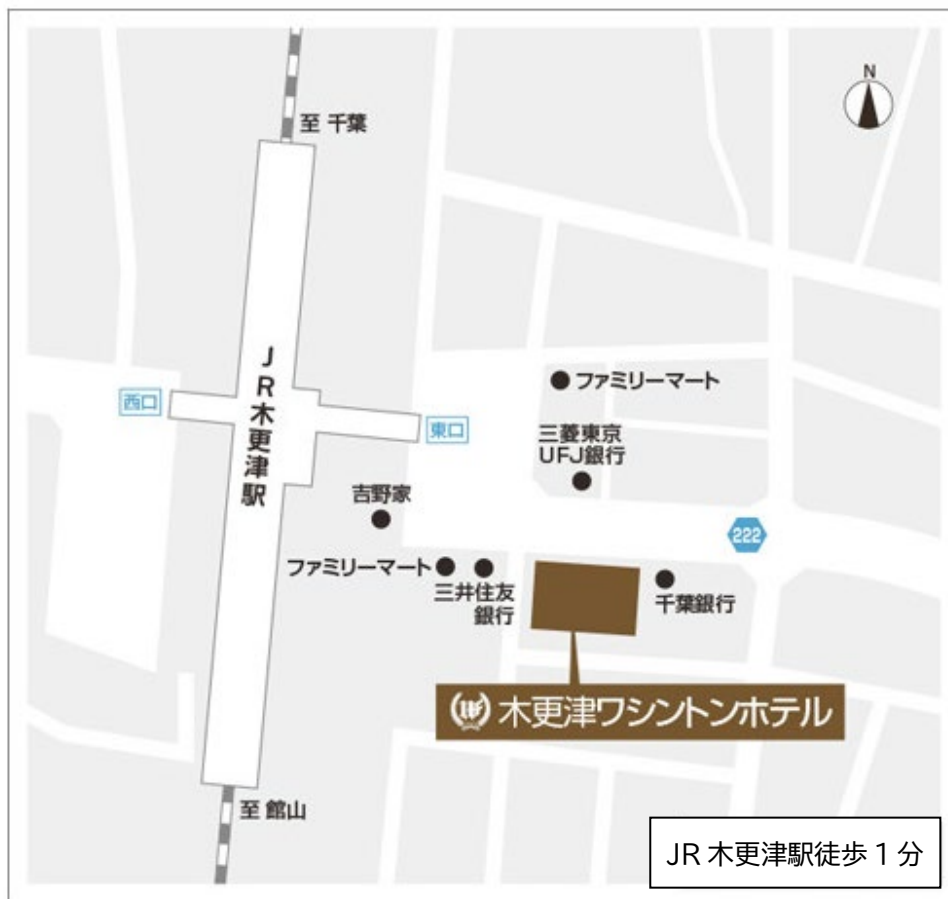 N
至 千葉
JR木更津駅
西口
東口
ファミリーマート
三菱東京
UFJ銀行
吉野家
222
ファミリーマート
三井住友
銀行
千葉銀行
木更津ワシントンホテル
至 館山
JR 木更津駅徒歩 1 分